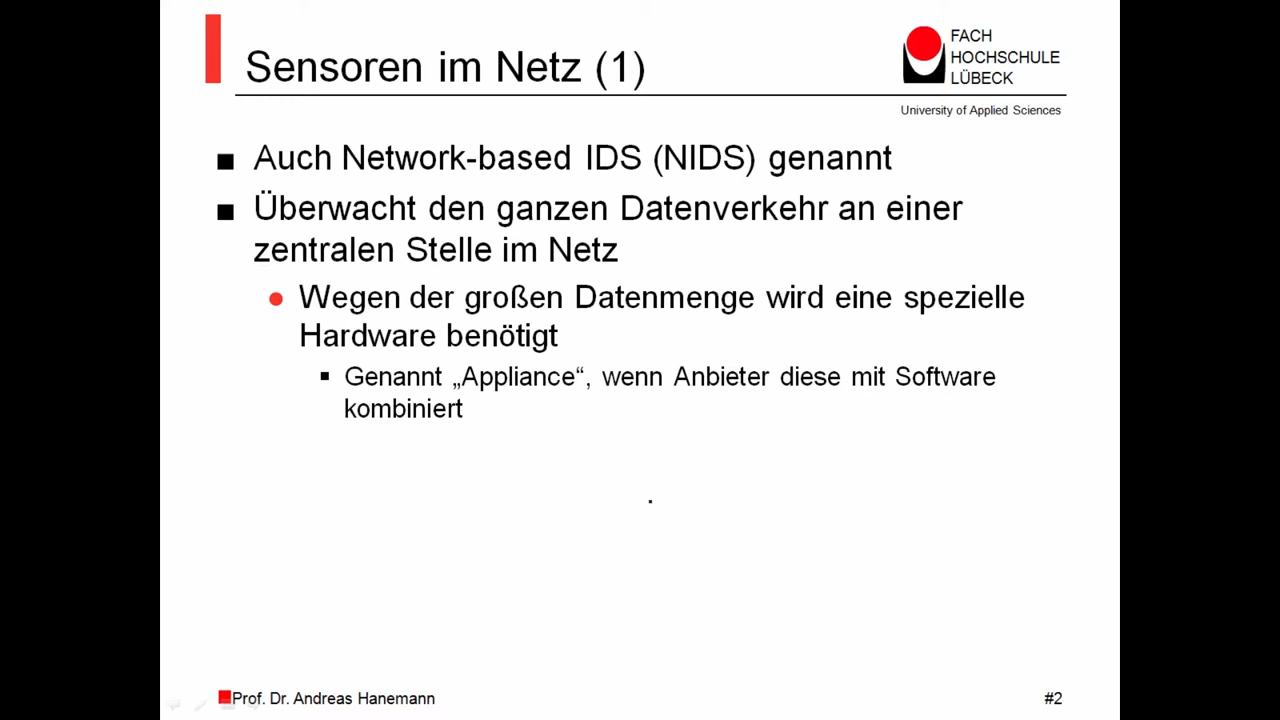 Sensoren im Netz (1)
FACH
HOCHSCHULE
LÜBECK
University of Applied Sciences
Auch Network-based IDS (NIDS) genannt
Überwacht den ganzen Datenverkehr an einer
zentralen Stelle im Netz
Wegen der großen Datenmenge wird eine spezielle
Hardware benötigt
Genannt „Appliance“, wenn Anbieter diese mit Software
kombiniert
Prof. Dr. Andreas Hanemann
#2